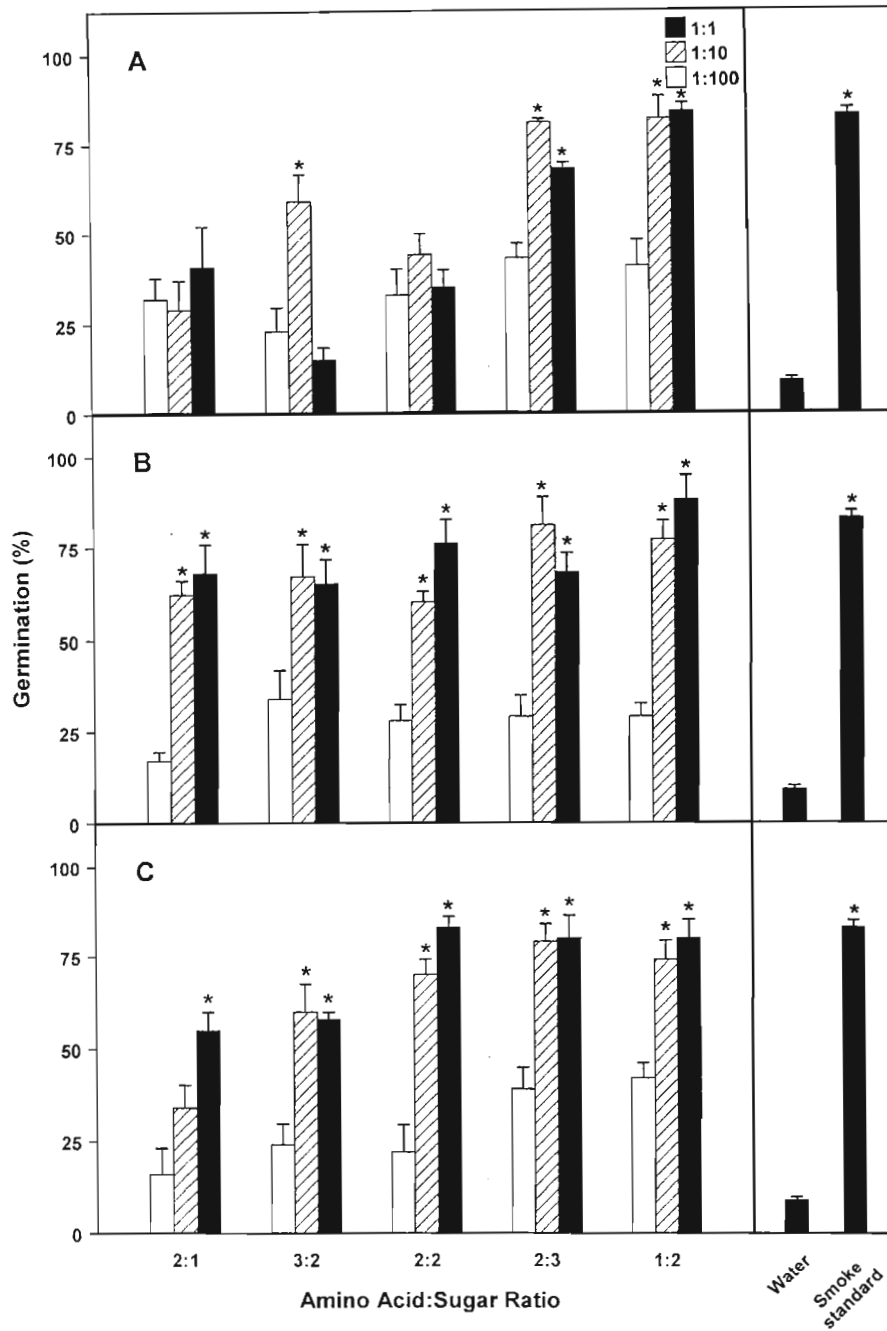 1:1
1:10
1:100
A
100
75
50
25
0
* * * * *
B
100
75
50
25
0
* * * * * * * * * * *
C
100
75
50
25
0
* * * * * * * * * *
Germination (%)
2:1 3:2 2:2 2:3 1:2
Water
Smoke
standard
Amino Acid:Sugar Ratio